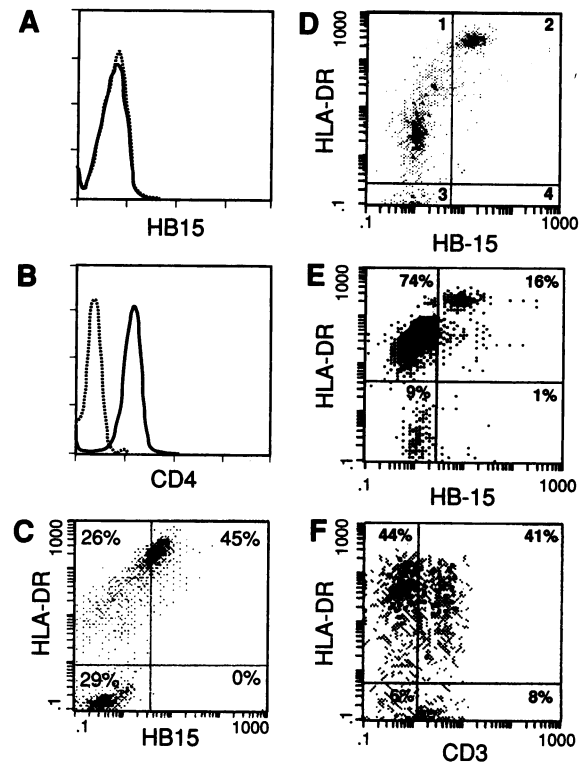 A
HB15
B
CD4
C
1000
HLA-DR
.1
26% 45%
29% 0%
1000
HB15
D
1000
HLA-DR
.1
1 2
3 4
.1 1000
HB-15
E
1000
HLA-DR
.1
74% 16%
9% 1%
.1 1000
HB-15
F
1000
HLA-DR
.1
44% 41%
8%
.1 1000
CD3